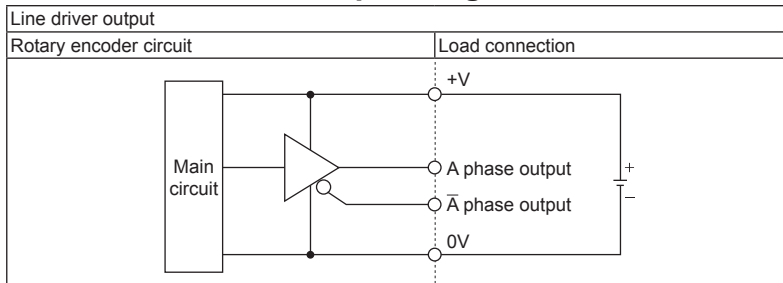 Line driver output
Rotary encoder circuit
Load connection
+V
Main
circuit
A phase output
+
A̅ phase output
−
0V